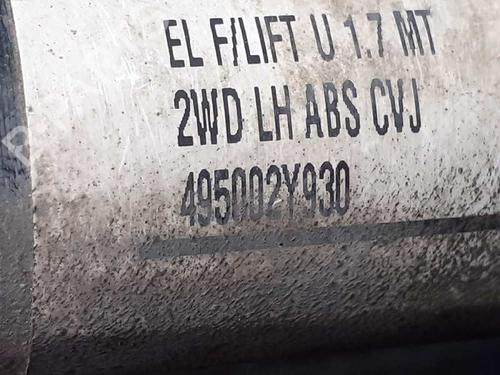 EL F/LIFT U 1.7 MT
2WD LH ABS CVJ
495002Y930